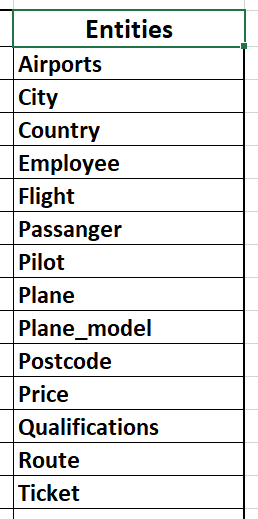 Entities
Airports
City
Country
Employee
Flight
Passanger
Pilot
Plane
Plane_model
Postcode
Price
Qualifications
Route
Ticket